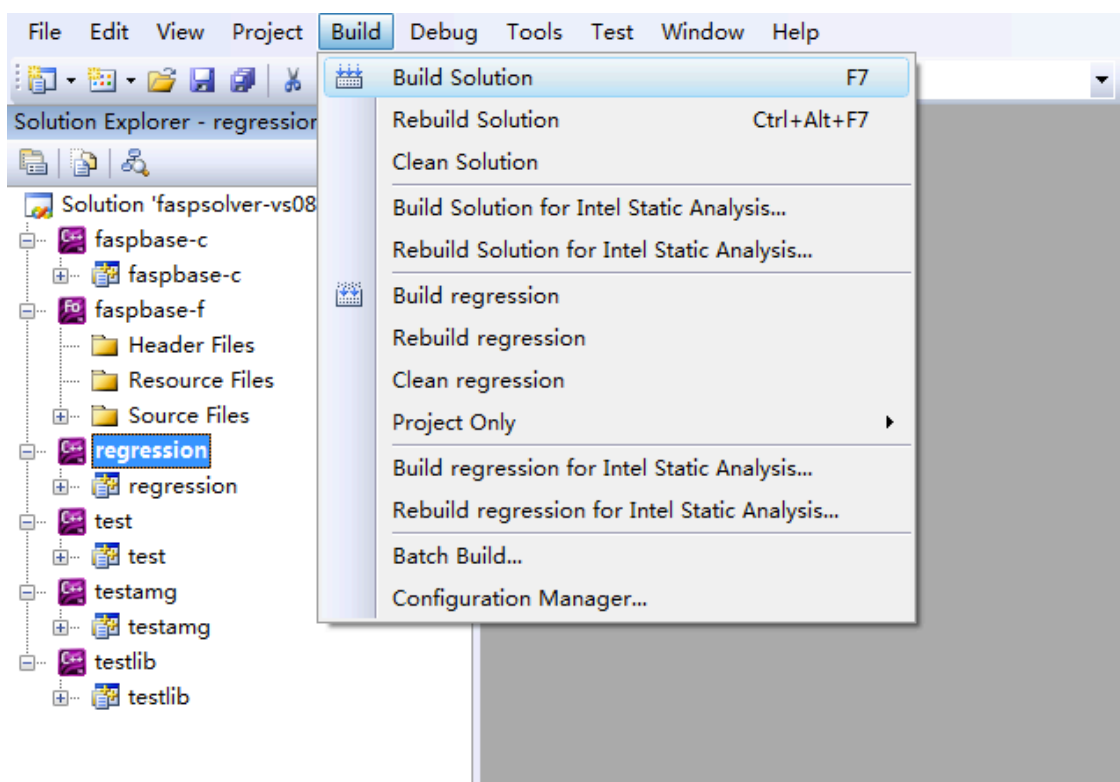 File Edit View Project Build Debug Tools Test Window Help
Build Solution F7
Solution Explorer - regression
Rebuild Solution Ctrl+Alt+F7
Clean Solution
Solution 'faspsolver-vs08
Build Solution for Intel Static Analysis...
faspbase-c
Rebuild Solution for Intel Static Analysis...
faspbase-c
Build regression
faspbase-f
Rebuild regression
Header Files
Clean regression
Resource Files
Project Only
Source Files
regression
Build regression for Intel Static Analysis...
regression
Rebuild regression for Intel Static Analysis...
test
Batch Build...
test
Configuration Manager...
testamg
testamg
testlib
testlib